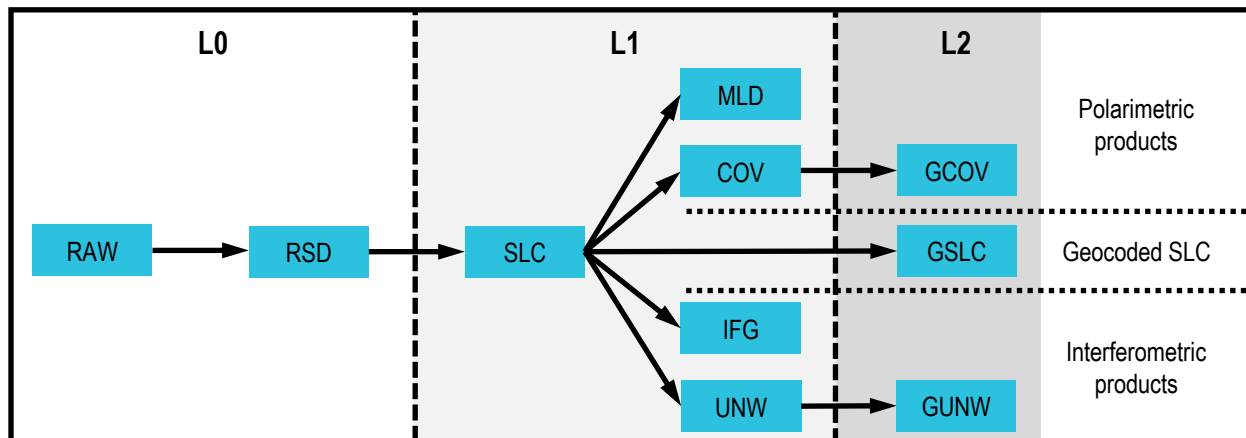 L0
L1
L2
MLD
Polarimetric
products
COV
GCOV
RAW
RSD
SLC
GSLC
Geocoded SLC
IFG
Interferometric
products
UNW
GUNW